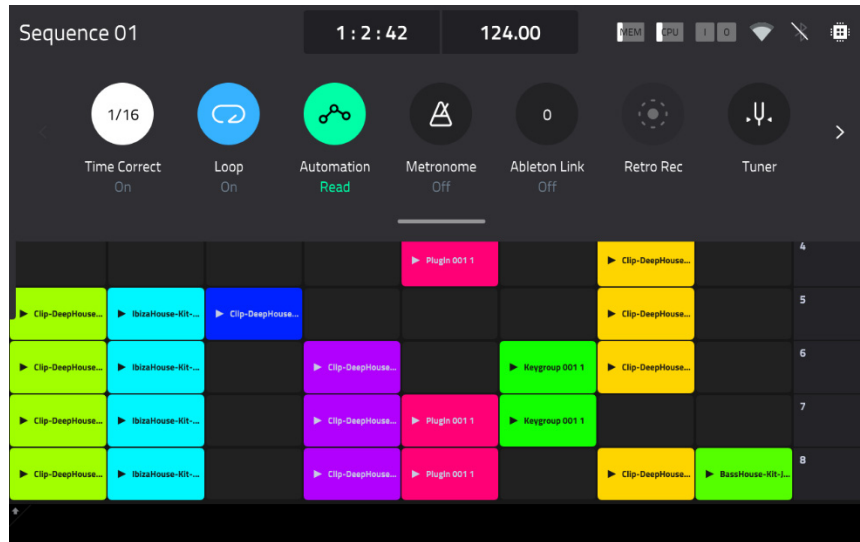 Sequence 01
1 : 2 : 42
124.00
MEM CPU I O
1/16
0
Time Correct Loop Automation Metronome Ableton Link Retro Rec Tuner
On On Read Off Off
Plugin 001 1 Clip-DeepHouse... 4
Clip-DeepHouse... IbizaHouse-Kit-... Clip-DeepHouse... Clip-DeepHouse... 5
Clip-DeepHouse... IbizaHouse-Kit-... Clip-DeepHouse... Keygroup 001 1 Clip-DeepHouse... 6
Clip-DeepHouse... IbizaHouse-Kit-... Clip-DeepHouse... Plugin 001 1 Keygroup 001 1 7
Clip-DeepHouse... IbizaHouse-Kit-... Clip-DeepHouse... Plugin 001 1 Clip-DeepHouse... BassHouse-Kit-J... 8